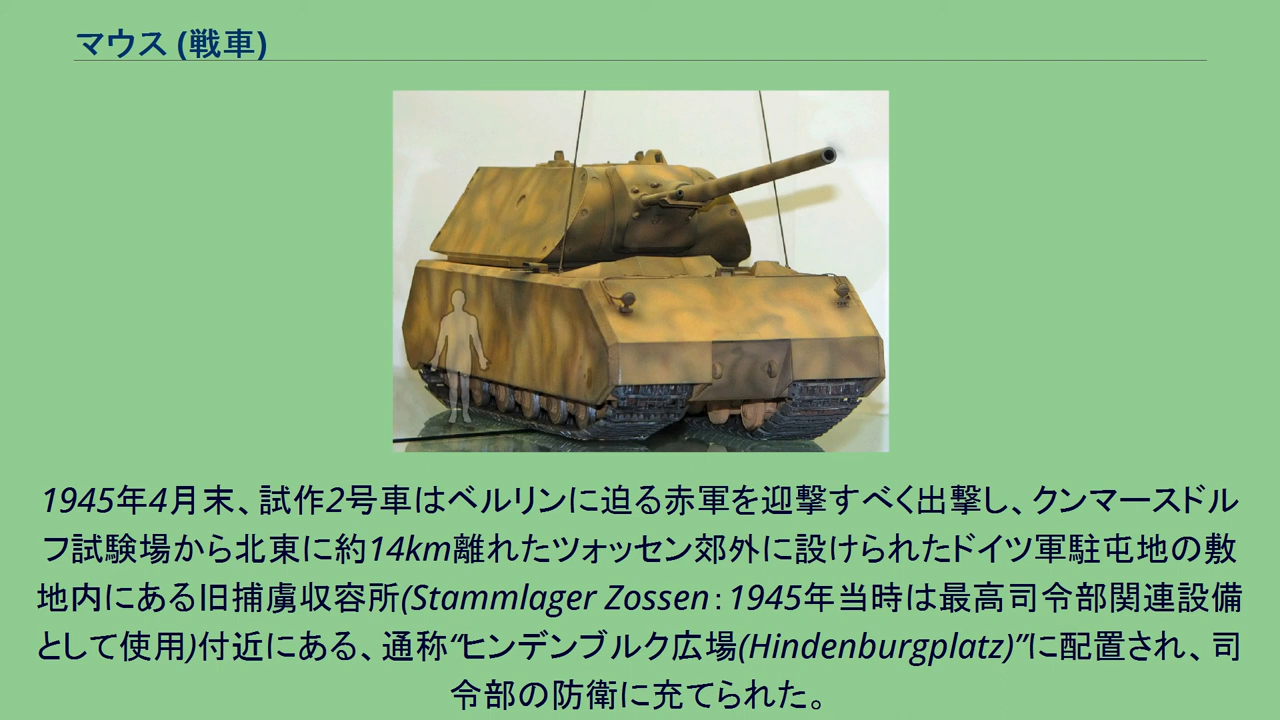 マウス (戦車)
1945年4月末、試作2号車はベルリンに迫る赤軍を迎撃すべく出撃し、クンマースドル
フ試験場から北東に約14km離れたツォッセン郊外に設けられたドイツ軍駐屯地の敷
地内にある旧捕虜収容所(Stammlager Zossen：1945年当時は最高司令部関連設備
として使用)付近にある、通称“ヒンデンブルク広場(Hindenburgplatz)”に配置され、司
令部の防衛に充てられた。